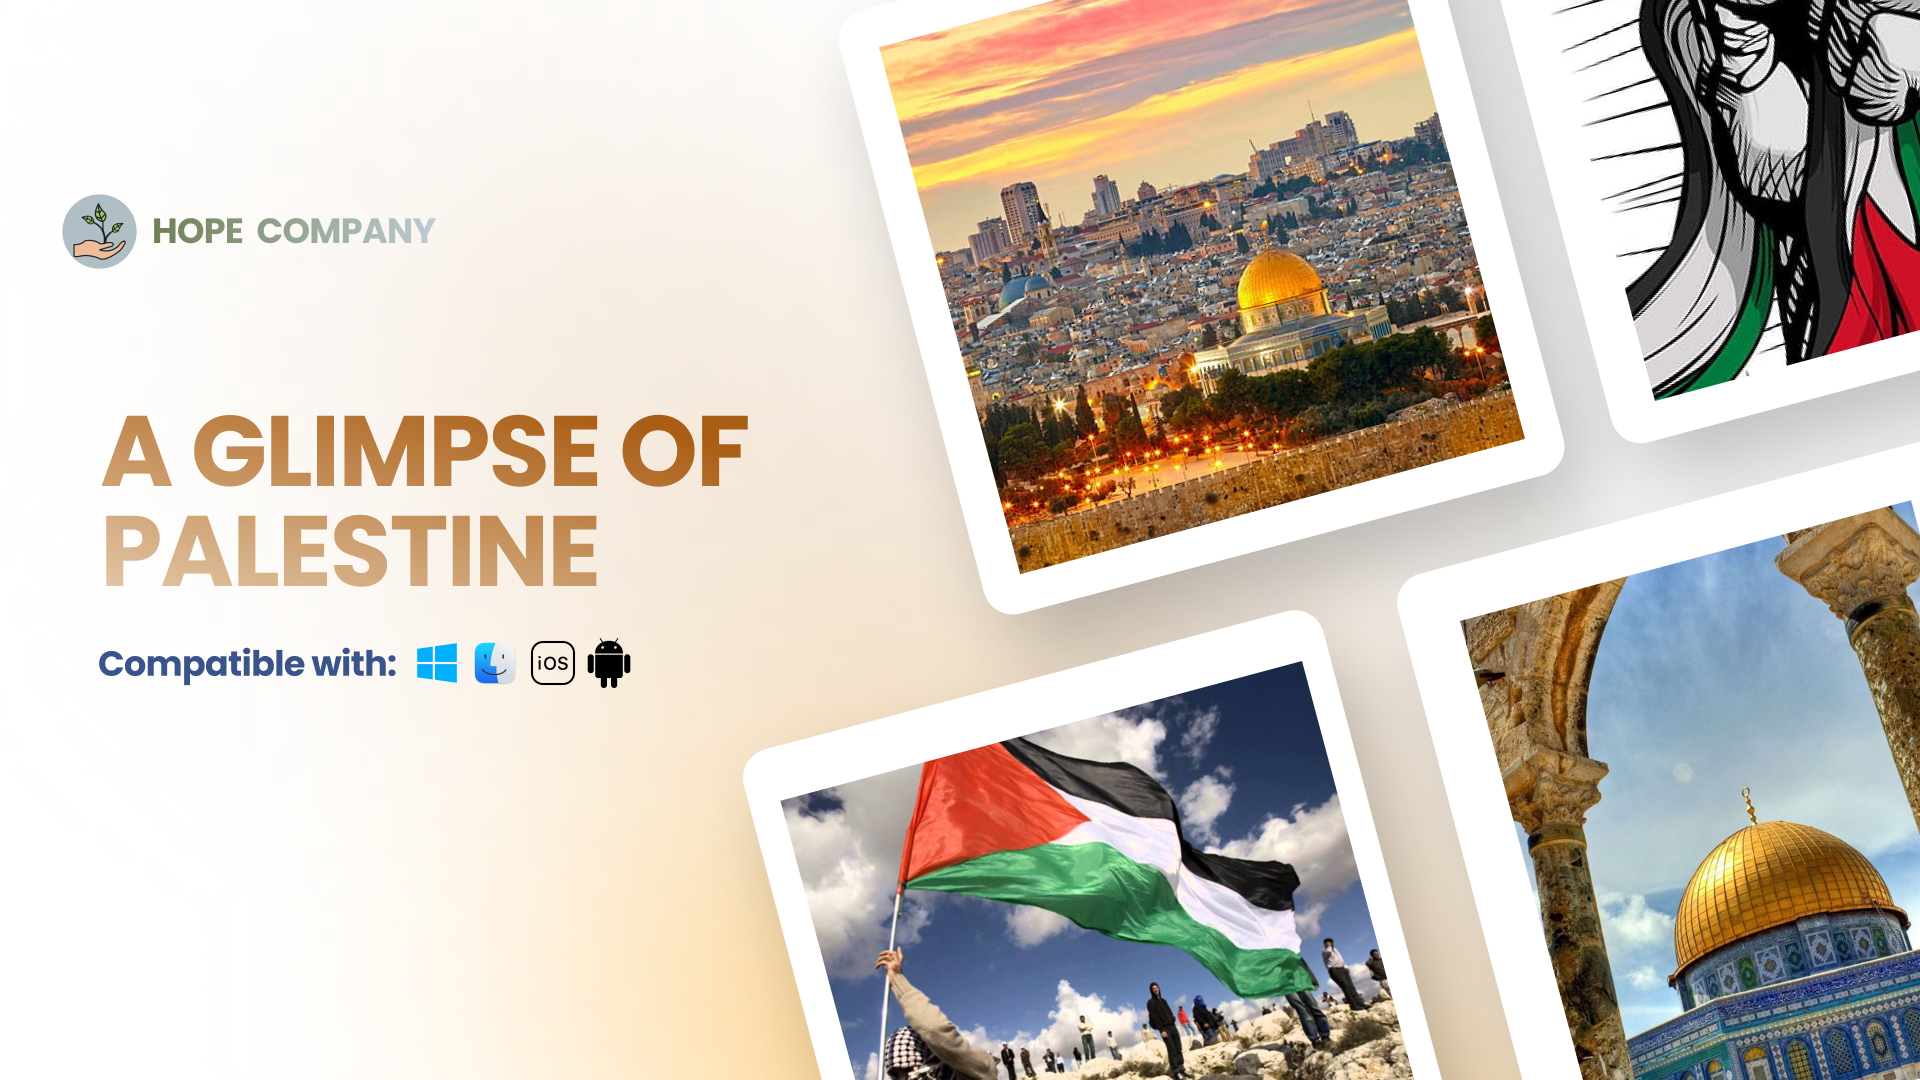 HOPE COMPANY
A GLIMPSE OF
PALESTINE
Compatible with:
iOS